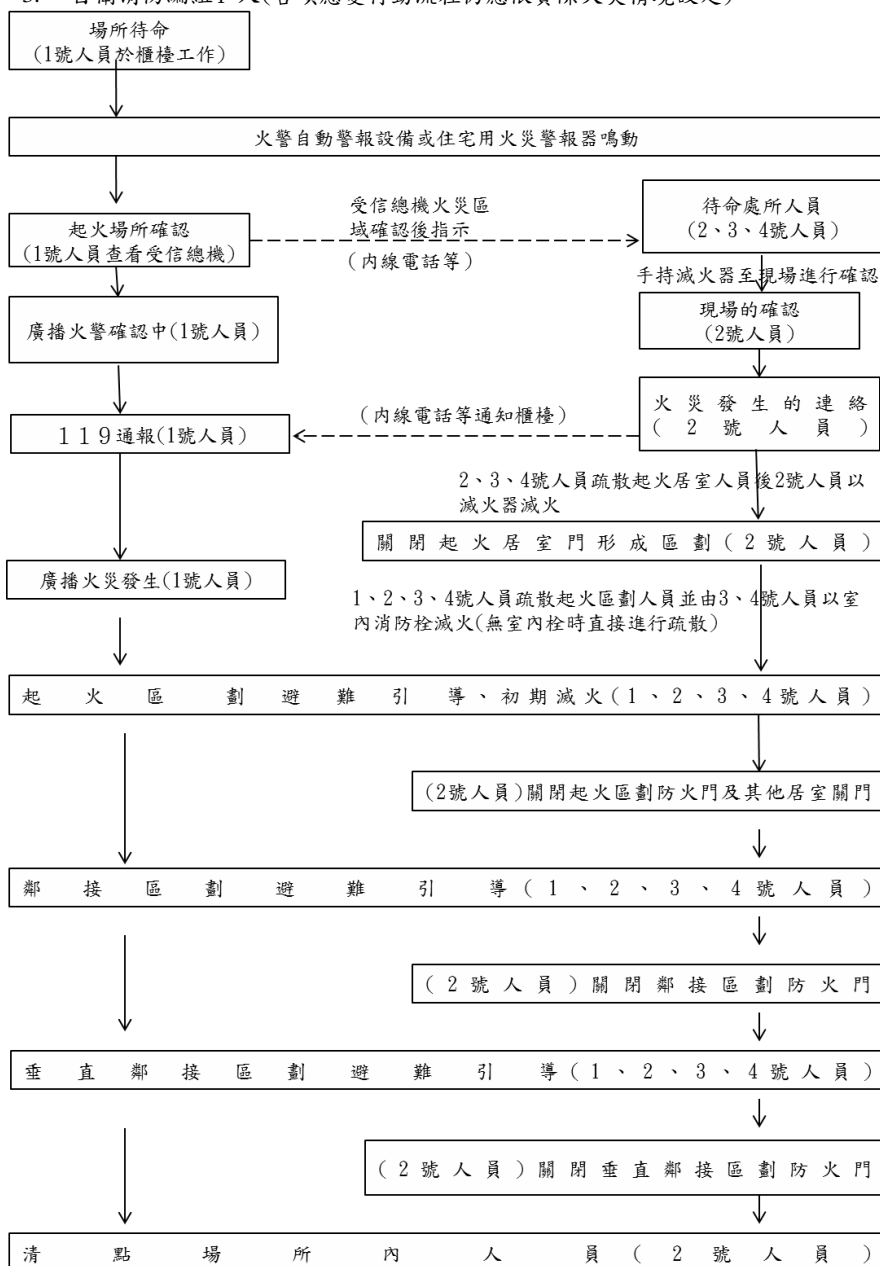 場所待命
(1號人員於櫃檯工作)
火警自動警報設備或住宅用火災警報器鳴動
起火場所確認
(1號人員查看受信總機)
受信總機火災區
域確認後指示
(內線電話等)
待命處所人員
(2、3、4號人員)
手持滅火器至現場進行確認
廣播火警確認中(1號人員)
現場的確認
(2號人員)
119通報(1號人員)
(內線電話等通知櫃檯)
火災發生的連絡
(2號人員)
2、3、4號人員疏散起火居室人員後2號人員以
滅火器滅火
關閉起火居室門形成區劃(2號人員)
廣播火災發生(1號人員)
1、2、3、4號人員疏散起火區劃人員並由3、4號人員以室
內消防栓滅火(無室內栓時直接進行疏散)
起火區劃避難引導、初期滅火(1、2、3、4號人員)
(2號人員)關閉起火區劃防火門及其他居室關門
鄰接區劃避難引導(1、2、3、4號人員)
(2號人員)關閉鄰接區劃防火門
垂直鄰接區劃避難引導(1、2、3、4號人員)
(2號人員)關閉垂直鄰接區劃防火門
清點場所內人員(2號人員)